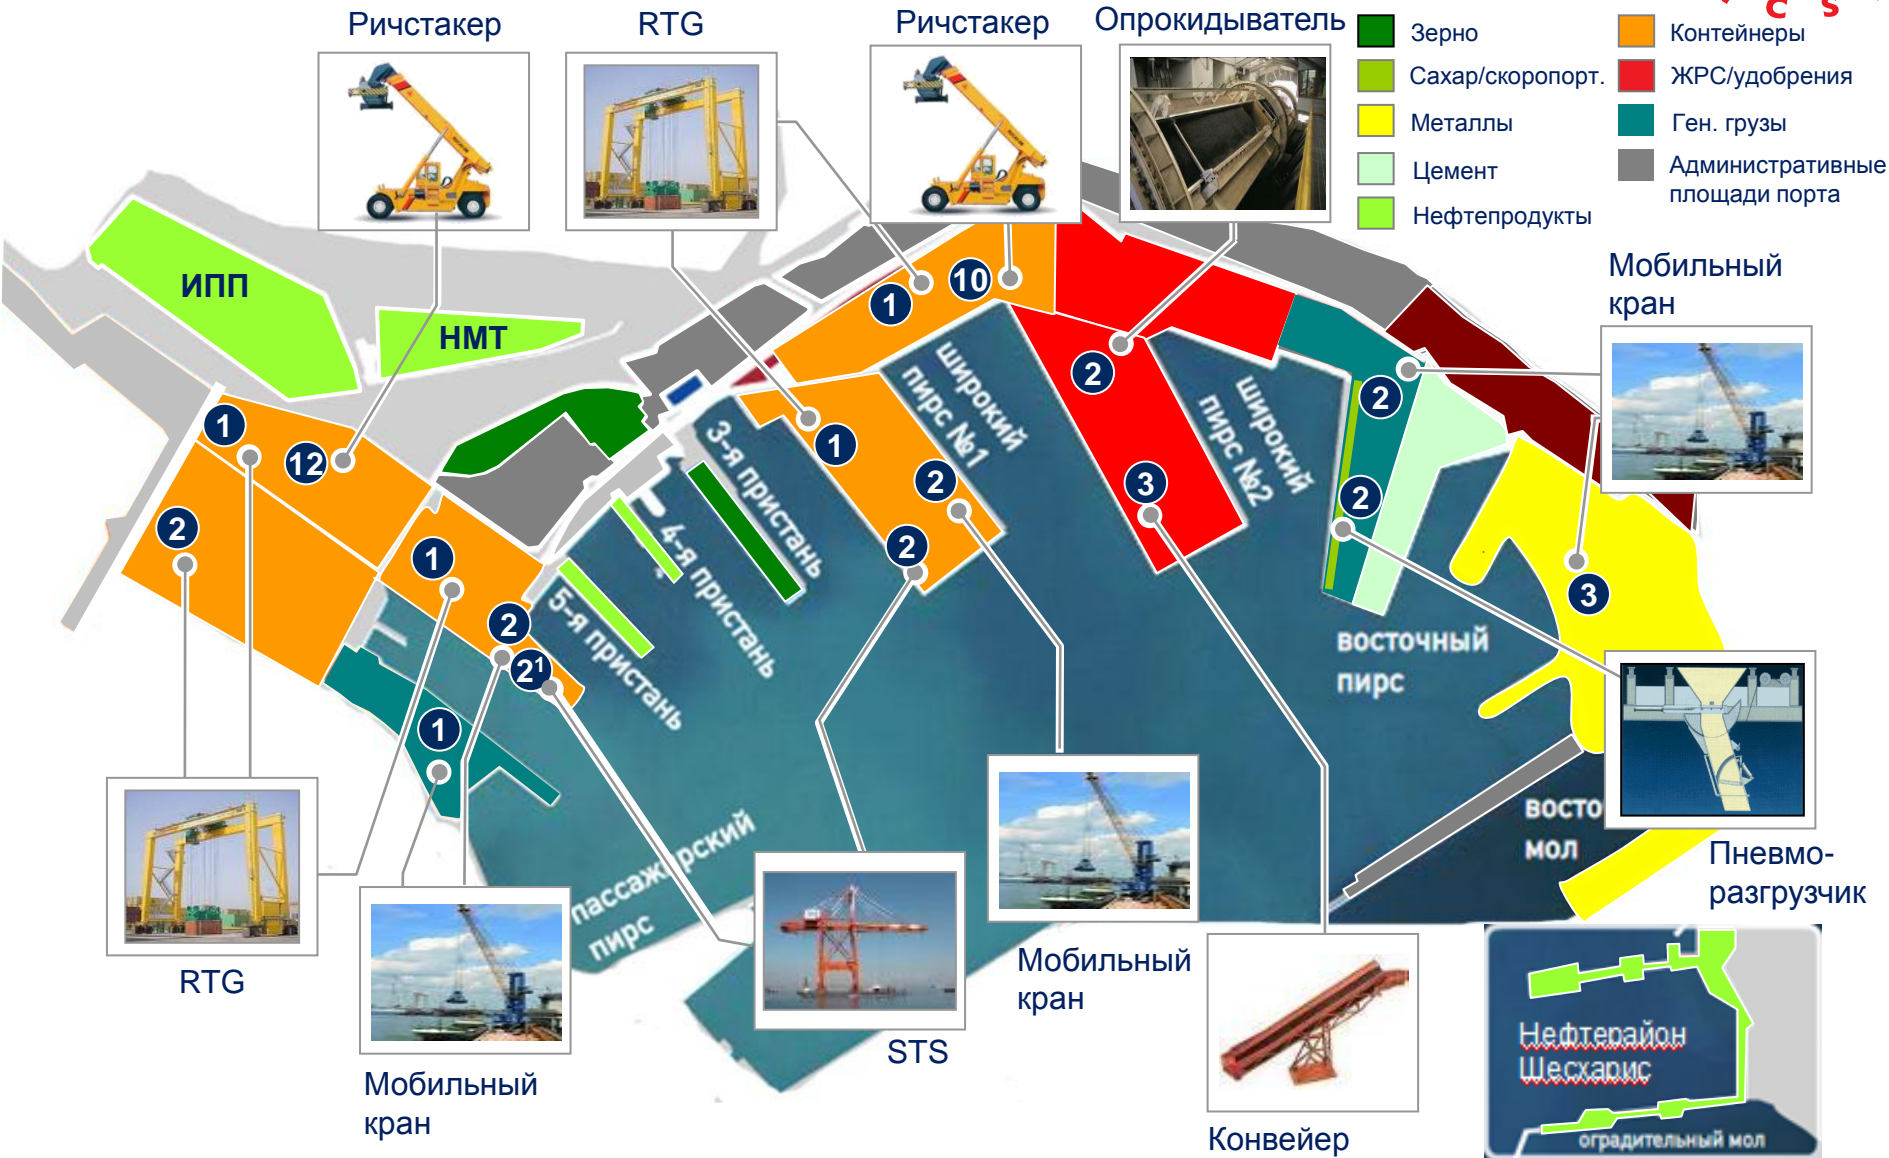 Ричстакер
RTG
Ричстакер
Опрокидыватель
C S
Зерно
Сахар/скоропорт.
Металлы
Цемент
Нефтепродукты
Контейнеры
ЖРС/удобрения
Ген. грузы
Административные
площади порта
Мобильный
кран
ИПП
НМТ
1
10
2
2
1
12
2
1
2
3
2
2
2
1
3
2
2¹
1
широкий
пирс №1
широкий
пирс №2
3-я пристань
4-я пристань
5-я пристань
восточный
пирс
восто
мол
пассажирский
пирс
Пневмо-
разгрузчик
RTG
Мобильный
кран
STS
Мобильный
кран
Конвейер
Нефтерайон
Шесхарис
оградительный мол